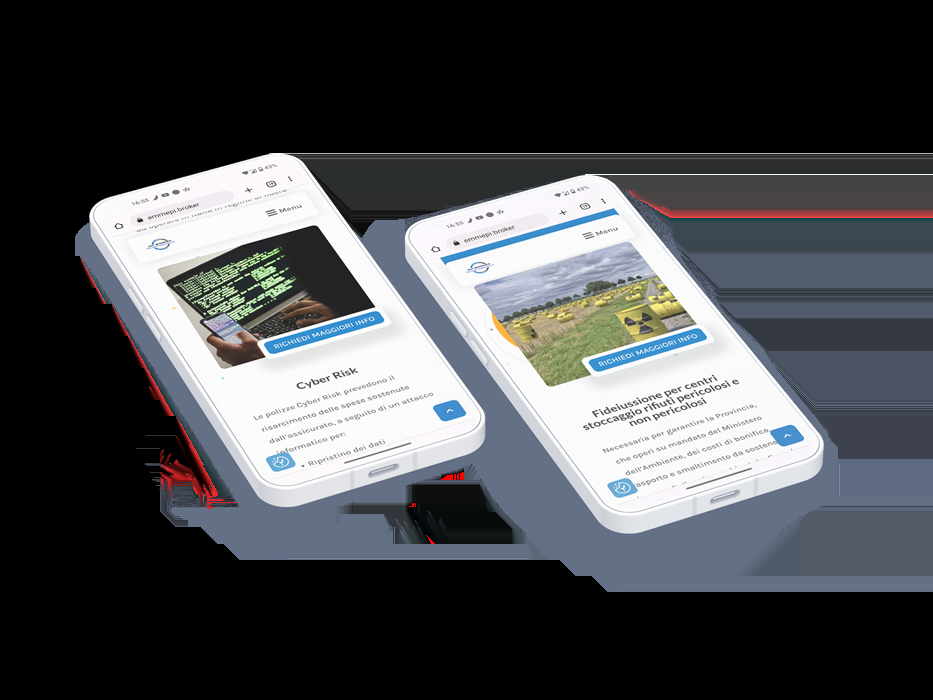 16:55
43%
emmepi.broker
Menu
RICHIEDI MAGGIORI INFO
Cyber Risk
Le polizze Cyber Risk prevedono il
risarcimento delle spese sostenute
dall'assicurato, a seguito di un attacco
informatico per:
• Ripristino dei dati
16:55
43%
emmepi.broker
Menu
RICHIEDI MAGGIORI INFO
Fideiussione per centri
stoccaggio rifiuti pericolosi e
non pericolosi
Necessaria per garantire la Provincia,
che operi su mandato del Ministero
dell'Ambiente, dei costi di bonifica,
smaltimento da